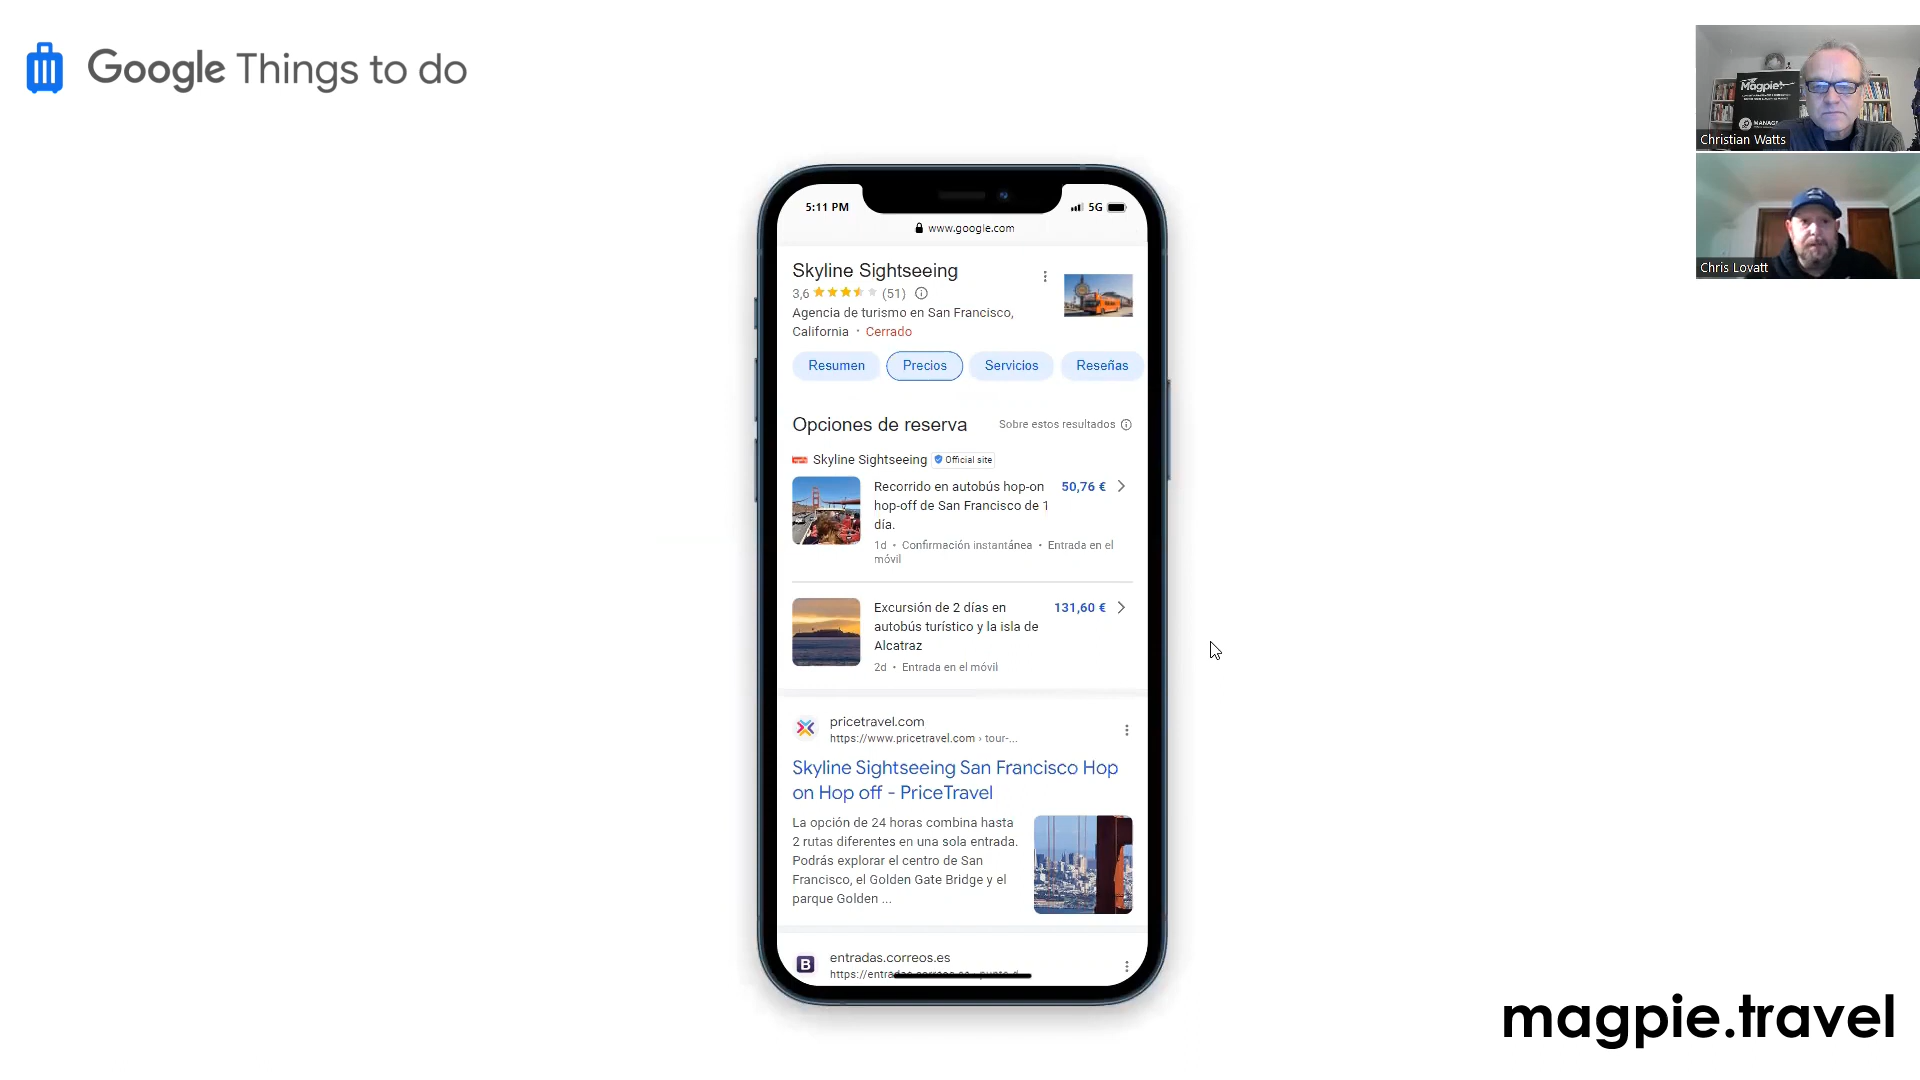 Google Things to do
Magpie
MANAGE
Christian Watts
Chris Lovatt
5:11 PM
5G
www.google.com
Skyline Sightseeing
3,6 (51)
Agencia de turismo en San Francisco,
California · Cerrado
Resumen
Precios
Servicios
Reseñas
Opciones de reserva
Sobre estos resultados
Skyline Sightseeing
Official site
Recorrido en autobús hop-on
hop-off de San Francisco de 1
día.
50,76 €
1d • Confirmación instantánea • Entrada en el
móvil
Excursión de 2 días en
autobús turístico y la isla de
Alcatraz
131,60 €
2d • Entrada en el móvil
pricetravel.com
https://www.pricetravel.com › tour-...
Skyline Sightseeing San Francisco Hop
on Hop off - PriceTravel
La opción de 24 horas combina hasta
2 rutas diferentes en una sola entrada.
Podrás explorar el centro de San
Francisco, el Golden Gate Bridge y el
parque Golden ...
B
entradas.correos.es
magpie.travel